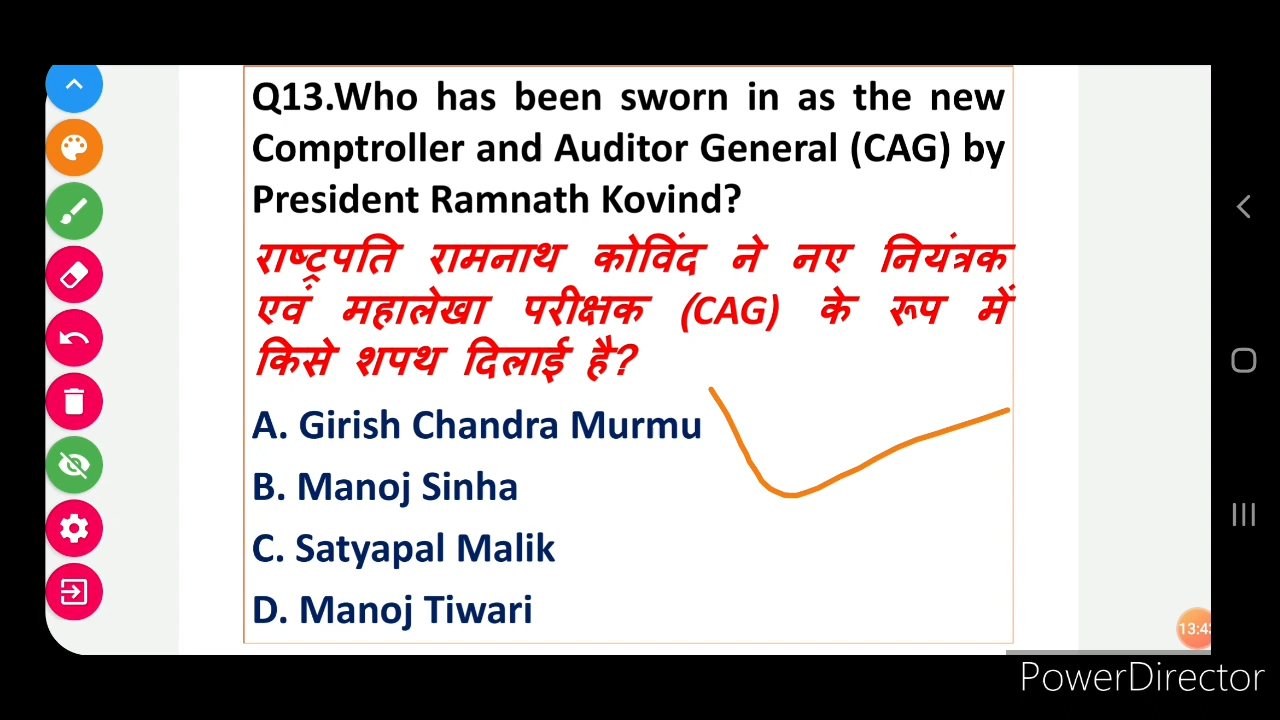 Q13.Who has been sworn in as the new
Comptroller and Auditor General (CAG) by
President Ramnath Kovind?
राष्ट्रपति रामनाथ कोविंद ने नए नियंत्रक
एवं महालेखा परीक्षक (CAG) के रूप में
किसे शपथ दिलाई है?
A. Girish Chandra Murmu
B. Manoj Sinha
C. Satyapal Malik
D. Manoj Tiwari
PowerDirector